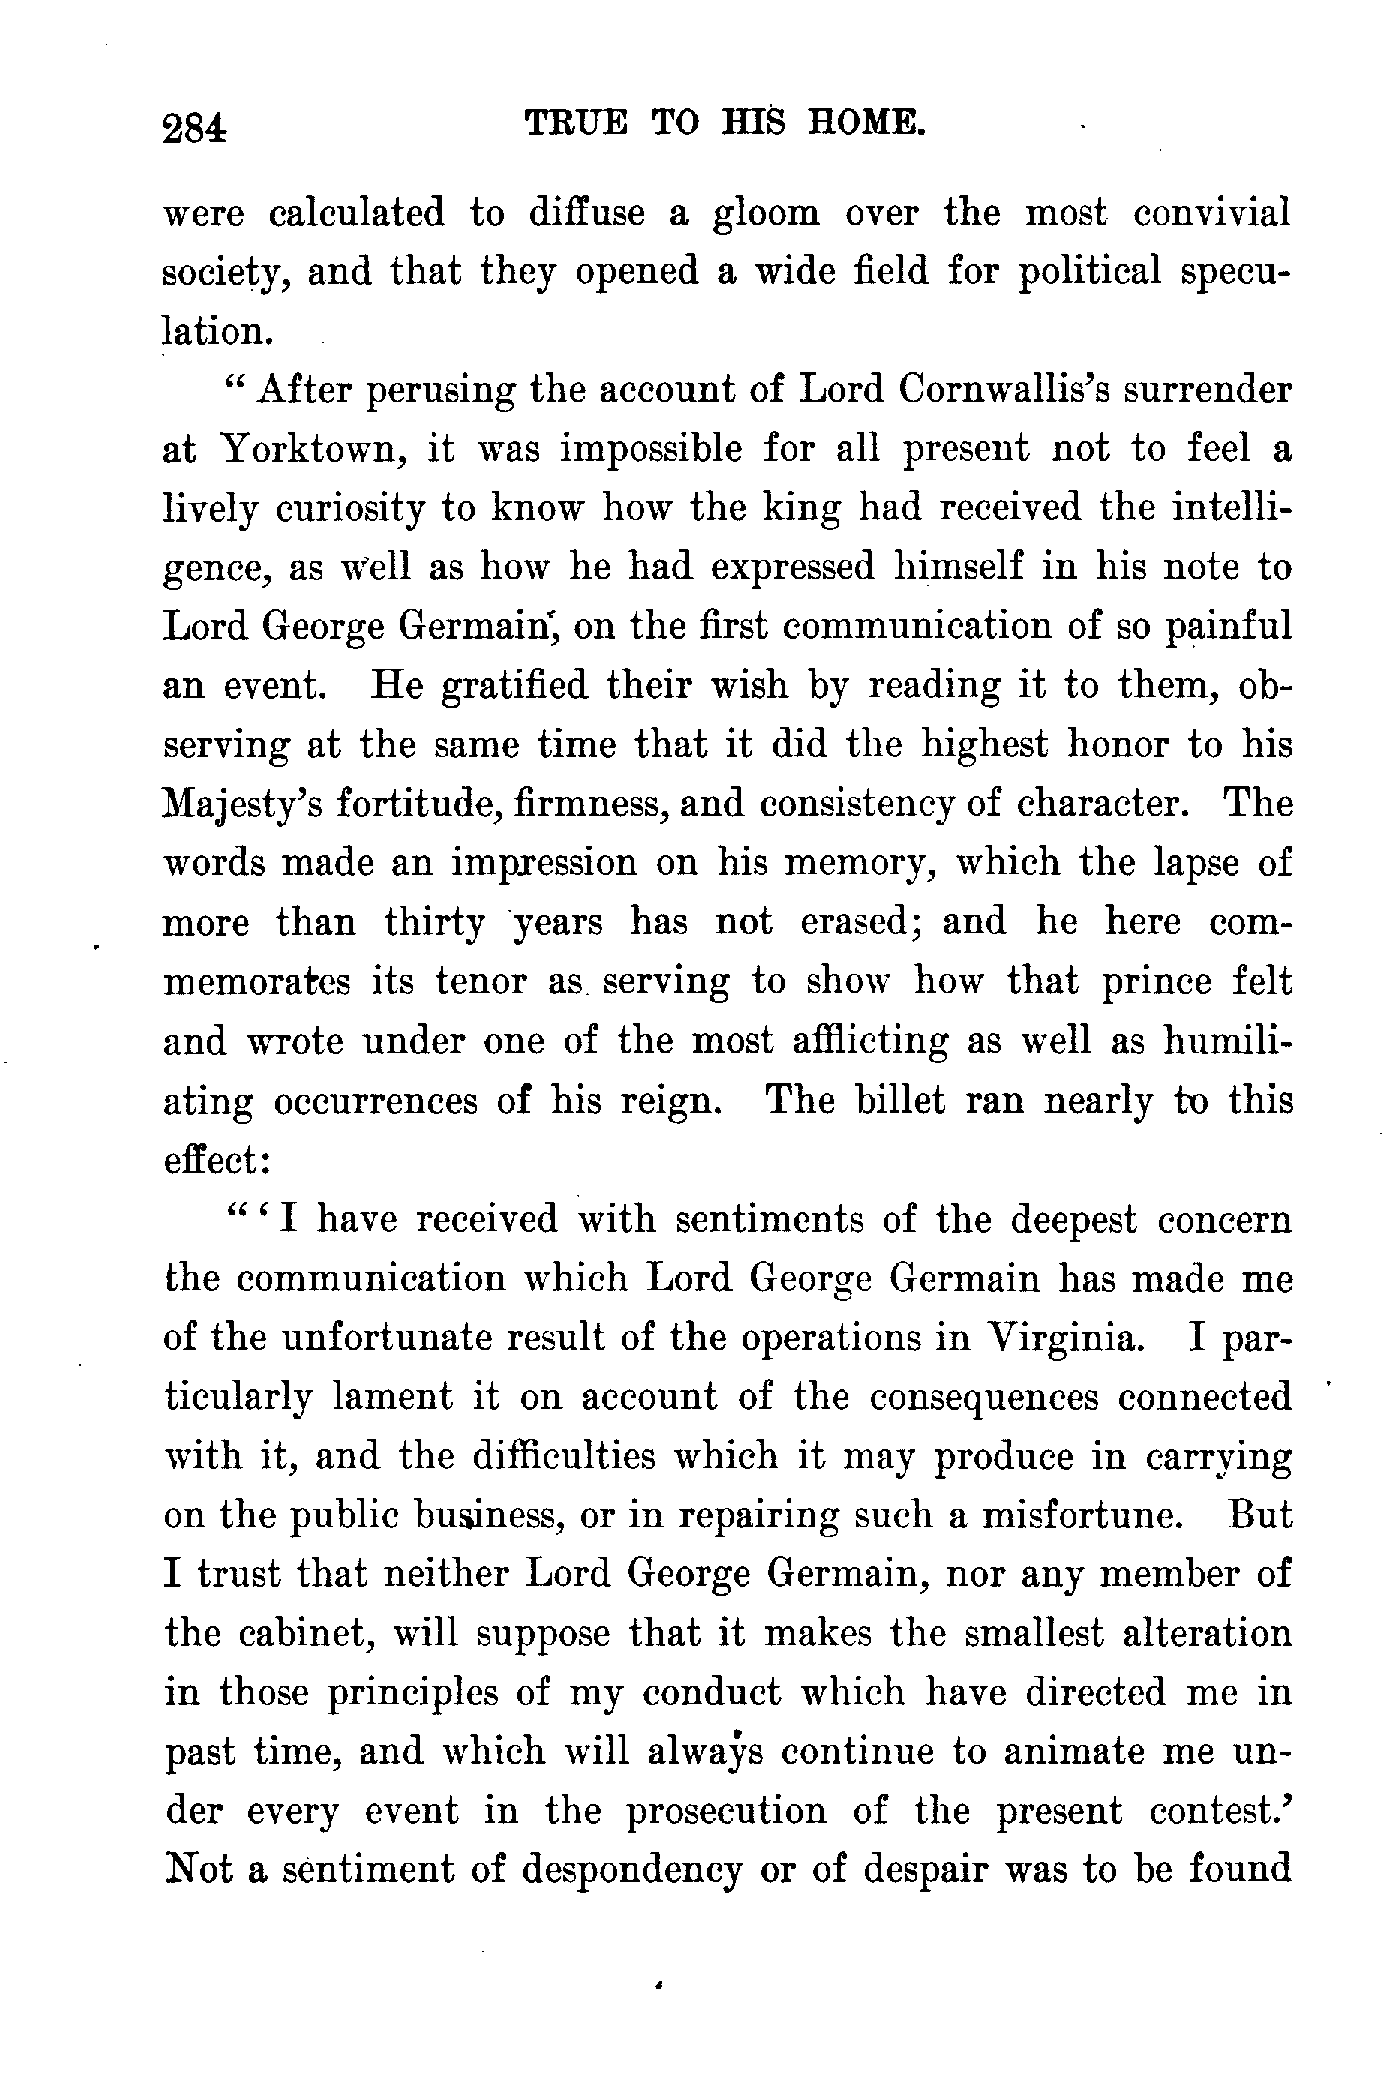 284 TRUE TO HIS HOME.
were calculated to diffuse a gloom over the most convivial
society, and that they opened a wide field for political specu-
lation.
“ After perusing the account of Lord Cornwallis’s surrender
at Yorktown, it was impossible for all present not to feel a
lively curiosity to know how the king had received the intelli-
gence, as well as how he had expressed himself in his note to
Lord George Germain, on the first communication of so painful
an event. He gratified their wish by reading it to them, ob-
serving at the same time that it did the highest honor to his
Majesty’s fortitude, firmness, and consistency of character. The
words made an impression on his memory, which the lapse of
more than thirty years has not erased; and he here com-
memorates its tenor as serving to show how that prince felt
and wrote under one of the most afflicting as well as humili-
ating occurrences of his reign. The billet ran nearly to this
effect:
“ ‘ I have received with sentiments of the deepest concern
the communication which Lord George Germain has made me
of the unfortunate result of the operations in Virginia. I par-
ticularly lament it on account of the consequences connected
with it, and the difficulties which it may produce in carrying
on the public business, or in repairing such a misfortune. But
I trust that neither Lord George Germain, nor any member of
the cabinet, will suppose that it makes the smallest alteration
in those principles of my conduct which have directed me in
past time, and which will always continue to animate me un-
der every event in the prosecution of the present contest.’
Not a sentiment of despondency or of despair was to be found